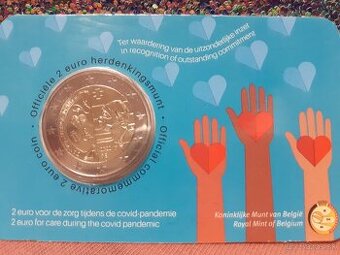 Ter waardering van de uitzonderlijke inzet
in recognition of outstanding commitment
Officiële 2 euro herdenkingsmunt
Official commemorative 2 euro coin
2 euro voor de zorg tijdens de covid-pandemie
2 euro for care during the covid pandemic
Koninklijke Munt van België
Royal Mint of Belgium